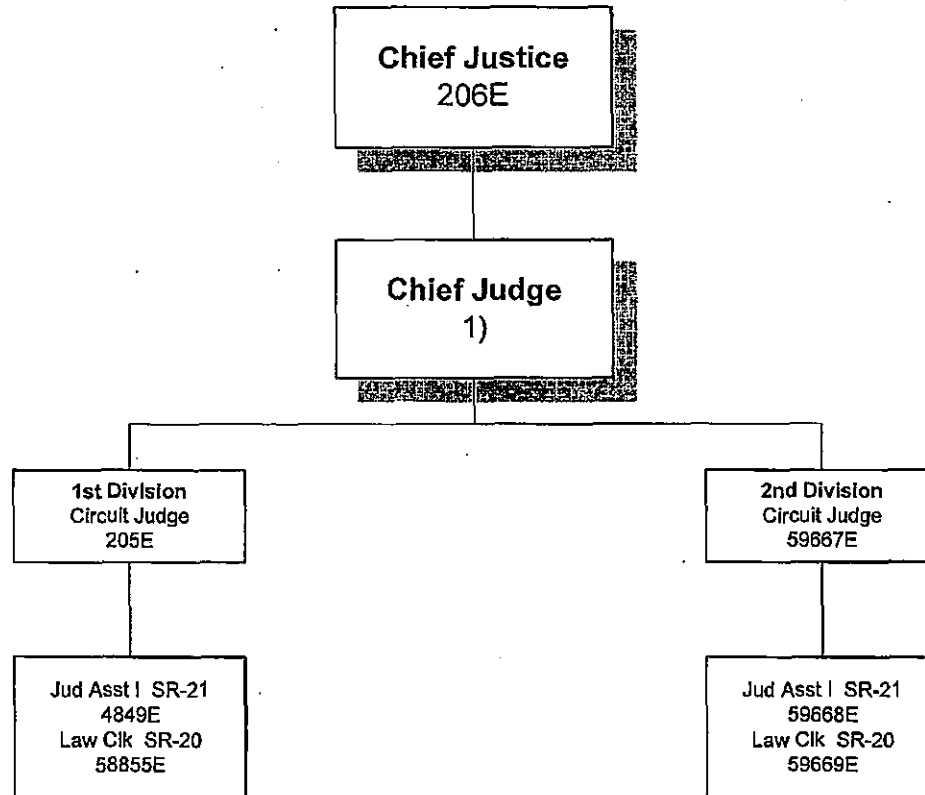 Chief Justice
206E
Chief Judge
1)
1st Division
Circuit Judge
205E
2nd Division
Circuit Judge
59667E
Jud Asst I SR-21
4849E
Law Clk SR-20
58855E
Jud Asst I SR-21
59668E
Law Clk SR-20
59669E